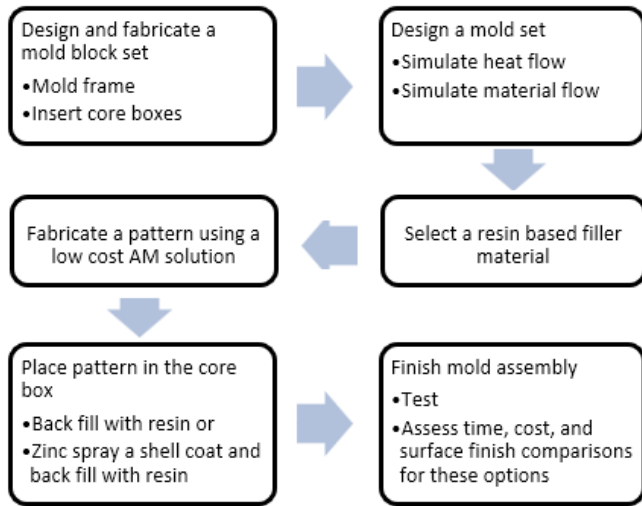 Design and fabricate a
mold block set
•Mold frame
•Insert core boxes
Design a mold set
•Simulate heat flow
•Simulate material flow
Select a resin based filler
material
Fabricate a pattern using a
low cost AM solution
Place pattern in the core
box
•Back fill with resin or
•Zinc spray a shell coat and
back fill with resin
Finish mold assembly
•Test
•Assess time, cost, and
surface finish comparisons
for these options